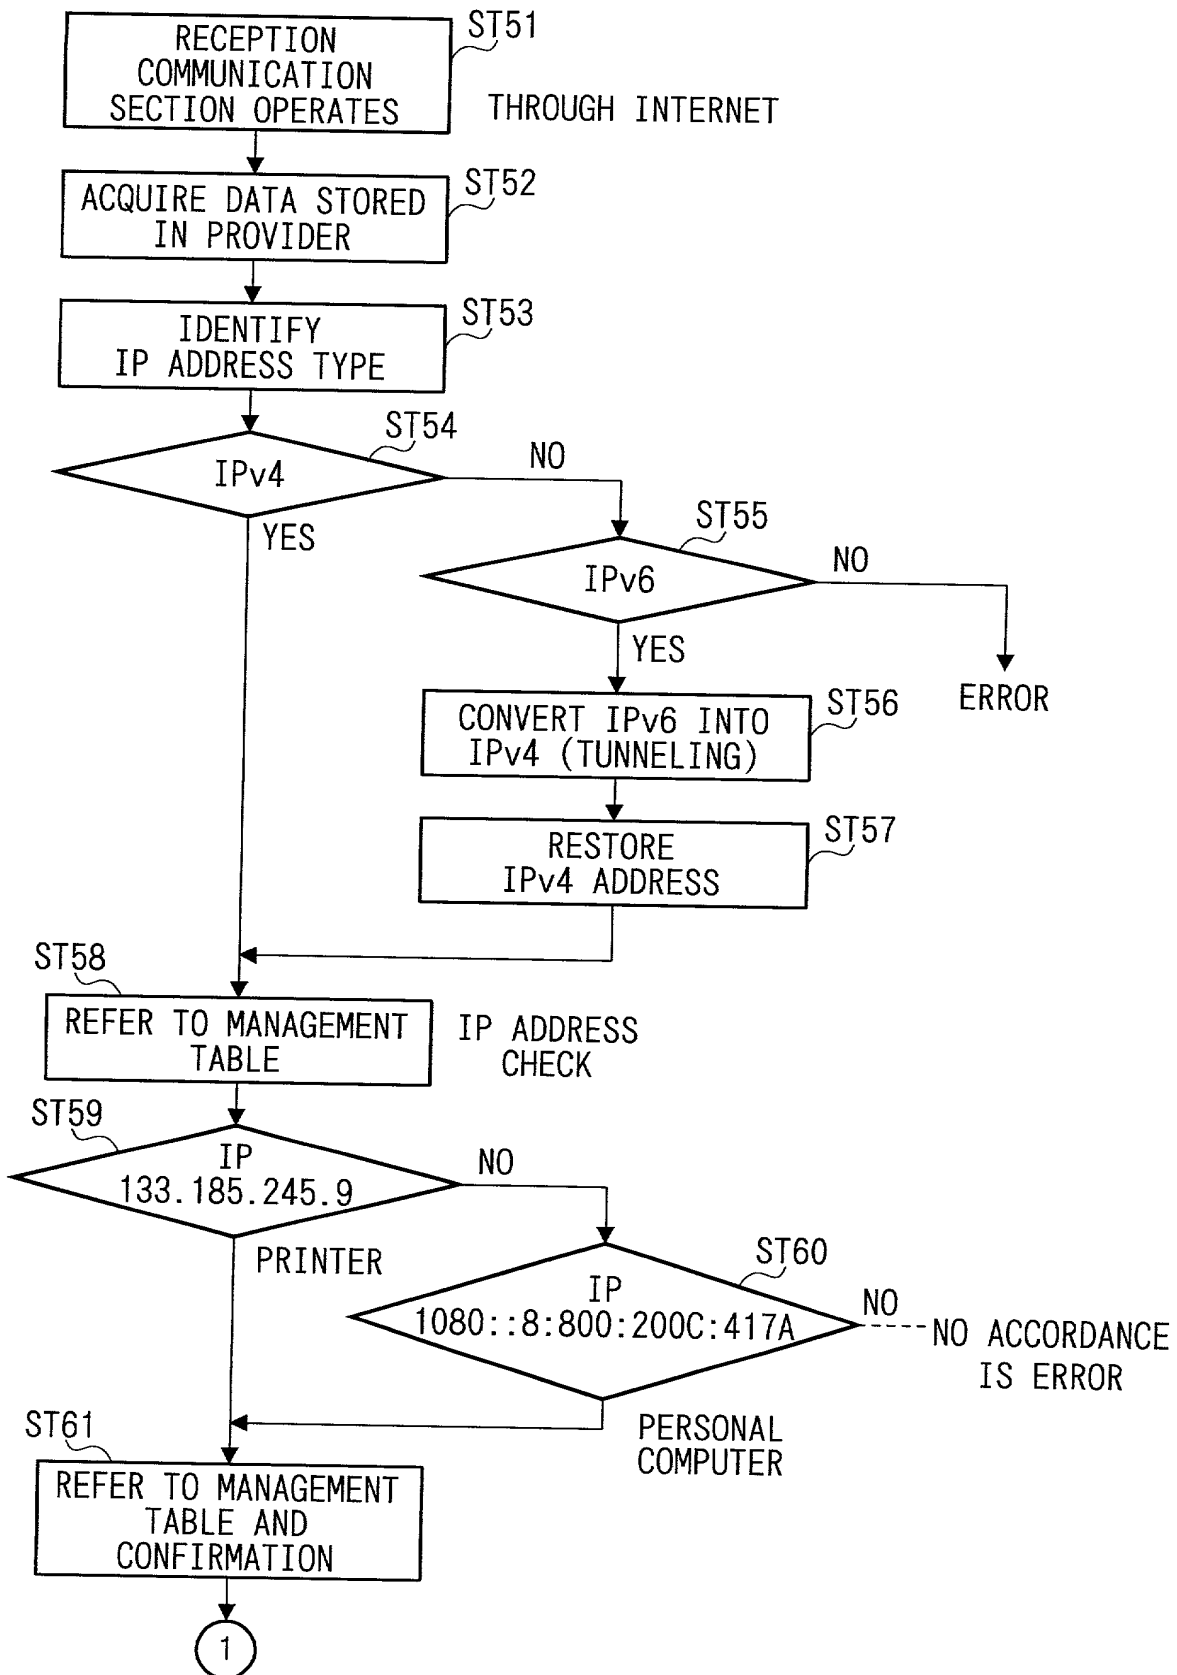 RECEPTION
COMMUNICATION
SECTION OPERATES
ST51
THROUGH INTERNET
ACQUIRE DATA STORED
IN PROVIDER
ST52
IDENTIFY
IP ADDRESS TYPE
ST53
IPv4
ST54
NO
YES
IPv6
ST55
NO
YES
ERROR
CONVERT IPv6 INTO
IPv4 (TUNNELING)
ST56
RESTORE
IPv4 ADDRESS
ST57
ST58
REFER TO MANAGEMENT
TABLE
IP ADDRESS
CHECK
ST59
IP
133.185.245.9
NO
PRINTER
ST60
IP
1080::8:800:200C:417A
NO
NO ACCORDANCE
IS ERROR
PERSONAL
COMPUTER
ST61
REFER TO MANAGEMENT
TABLE AND
CONFIRMATION
1